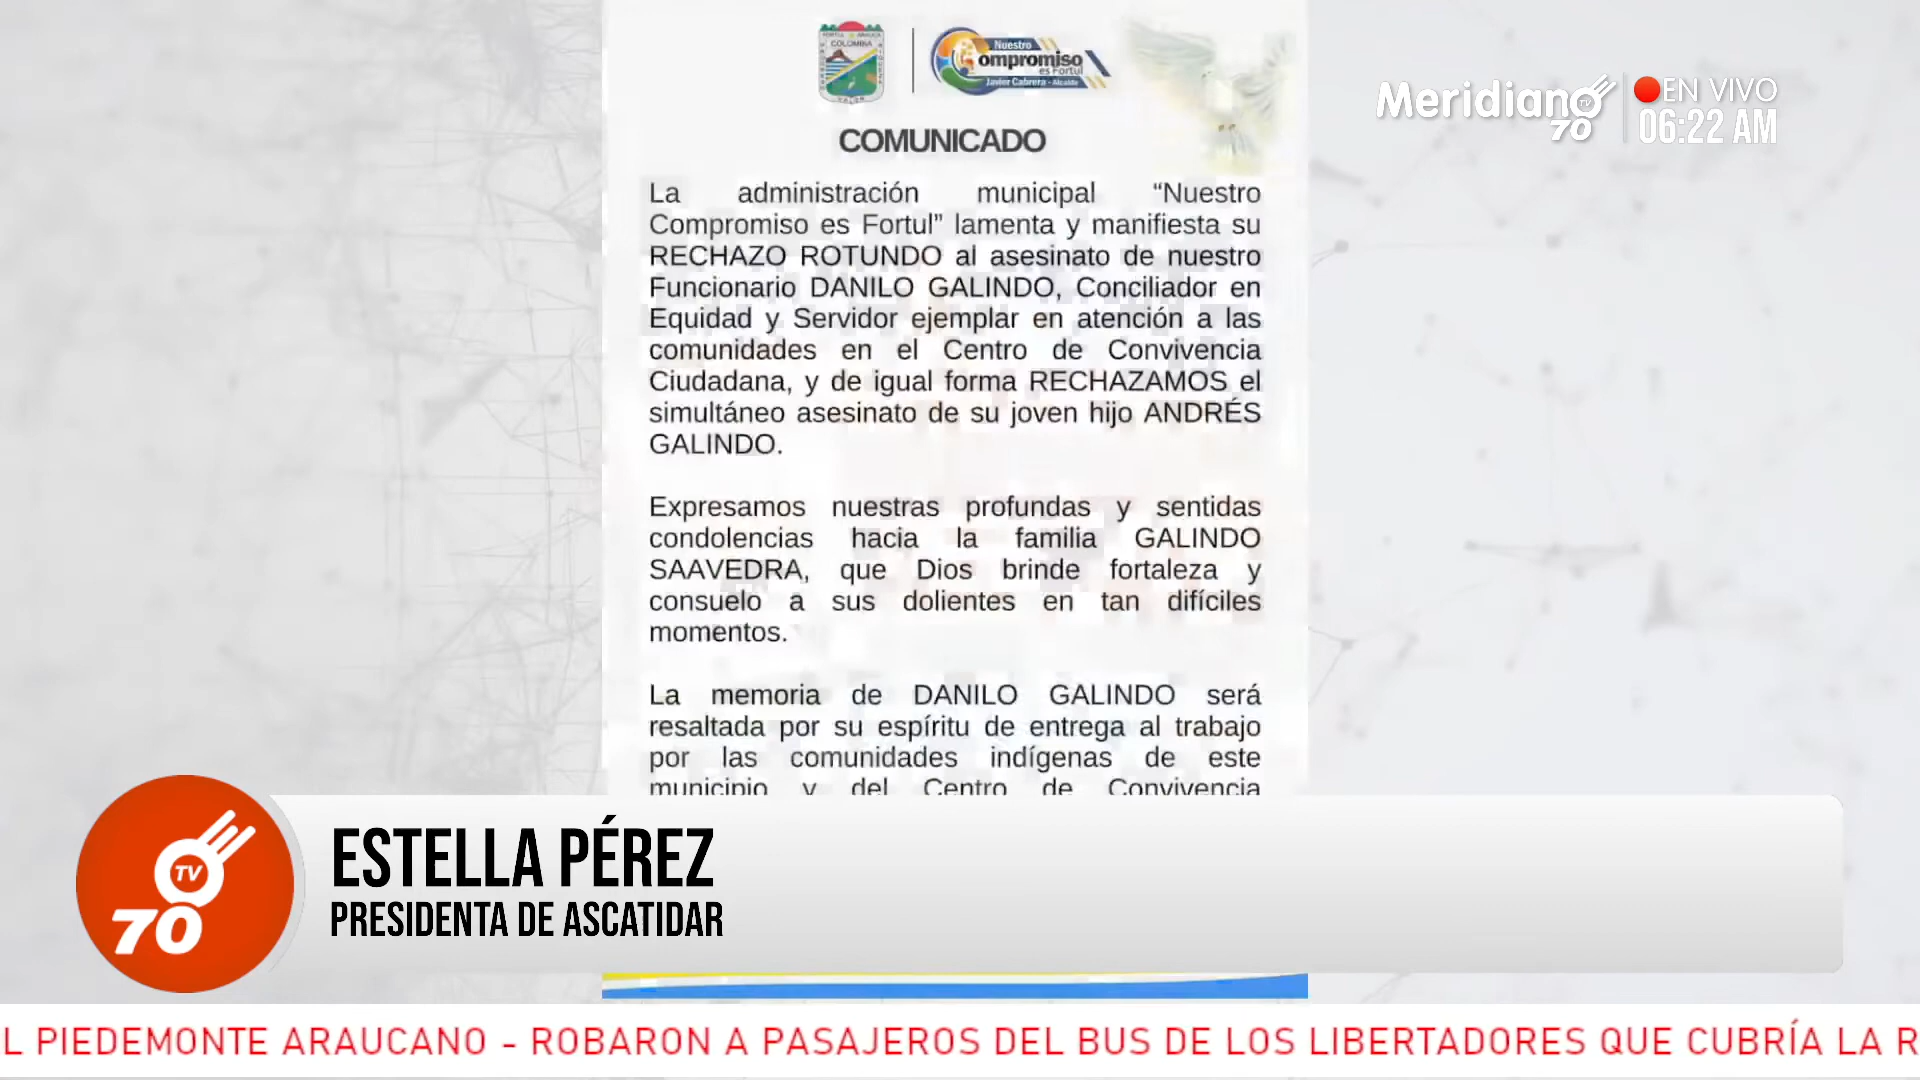 COLOMBIA
Nuestro
Compromiso
es Fortul
Javier Cabrera - Alcalde
Meridiano
TV
70
EN VIVO
06:22 AM
COMUNICADO
La administración municipal “Nuestro
Compromiso es Fortul” lamenta y manifiesta su
RECHAZO ROTUNDO al asesinato de nuestro
Funcionario DANILO GALINDO, Conciliador en
Equidad y Servidor ejemplar en atención a las
comunidades en el Centro de Convivencia
Ciudadana, y de igual forma RECHAZAMOS el
simultáneo asesinato de su joven hijo ANDRÉS
GALINDO.
Expresamos nuestras profundas y sentidas
condolencias hacia la familia GALINDO
SAAVEDRA, que Dios brinde fortaleza y
consuelo a sus dolientes en tan difíciles
momentos.
La memoria de DANILO GALINDO será
resaltada por su espíritu de entrega al trabajo
por las comunidades indígenas de este
municipio y del Centro de Convivencia
TV
70
ESTELLA PÉREZ
PRESIDENTA DE ASCATIDAR
L PIEDEMONTE ARAUCANO - ROBARON A PASAJEROS DEL BUS DE LOS LIBERTADORES QUE CUBRÍA LA R